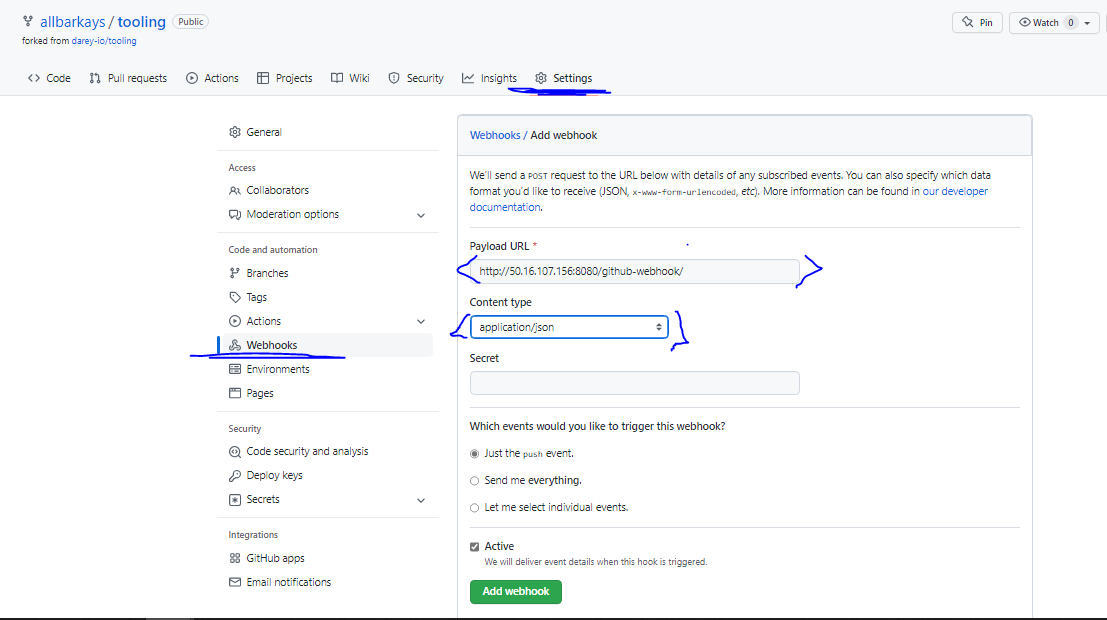 allbarkays / tooling Public
Pin Watch 0
forked from darey-io/tooling
Code Pull requests Actions Projects Wiki Security Insights Settings
General
Access
Collaborators
Moderation options
Code and automation
Branches
Tags
Actions
Webhooks
Environments
Pages
Security
Code security and analysis
Deploy keys
Secrets
Integrations
GitHub apps
Email notifications
Webhooks / Add webhook
We'll send a POST request to the URL below with details of any subscribed events. You can also specify which data
format you'd like to receive (JSON, x-www-form-urlencoded, etc). More information can be found in our developer
documentation.
Payload URL *
http://50.16.107.156:8080/github-webhook/
Content type
application/json
Secret
Which events would you like to trigger this webhook?
Just the push event.
Send me everything.
Let me select individual events.
Active
We will deliver event details when this hook is triggered.
Add webhook